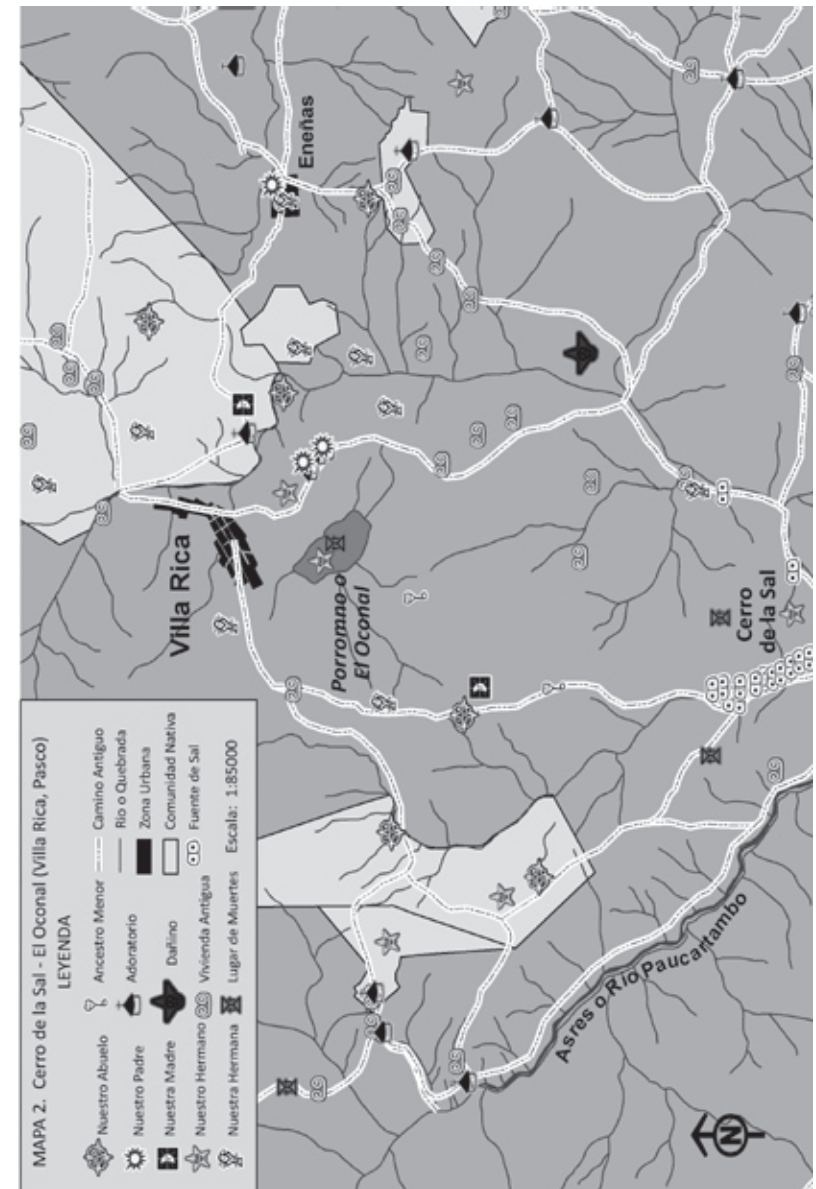 MAPA 2. Cerro de la Sal - El Oconal (Villa Rica, Pasco)
LEYENDA
Nuestro Abuelo
Nuestro Padre
Nuestra Madre
Nuestro Hermano
Nuestra Hermana
Ancestro Menor
Adoratorio
Dañino
Vivienda Antigua
Lugar de Muertes
Camino Antiguo
Rio o Quebrada
Zona Urbana
Comunidad Nativa
Fuente de Sal
Escala: 1:85000
Villa Rica
Eneñas
Porromno o
El Oconal
Cerro
de la Sal
Asres o Río Paucartambo
N